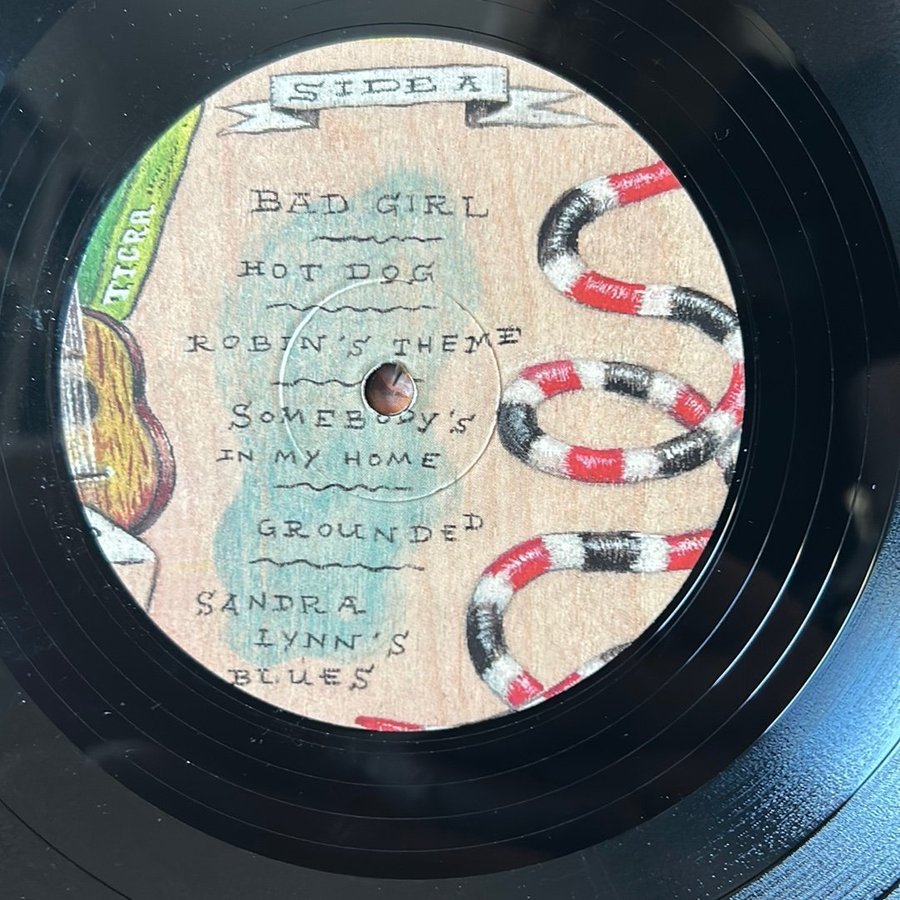 SIDE A
BAD GIRL
HOT DOG
ROBIN'S THEME
SOMEBODY'S
IN MY HOME
GROUNDED
SANDRA
LYNN'S
BLUES
TIGRA